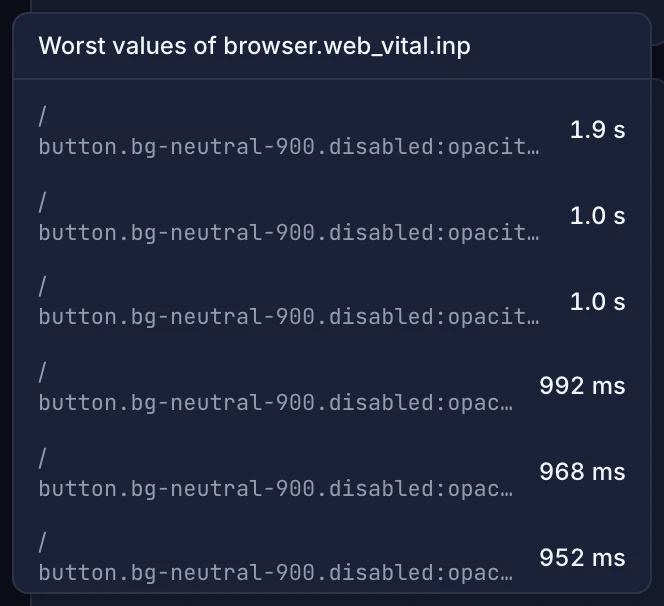 Worst values of browser.web_vital.inp
/
button.bg-neutral-900.disabled:opacit… 1.9 s
/
button.bg-neutral-900.disabled:opacit… 1.0 s
/
button.bg-neutral-900.disabled:opacit… 1.0 s
/
button.bg-neutral-900.disabled:opac… 992 ms
/
button.bg-neutral-900.disabled:opac… 968 ms
/
button.bg-neutral-900.disabled:opac… 952 ms